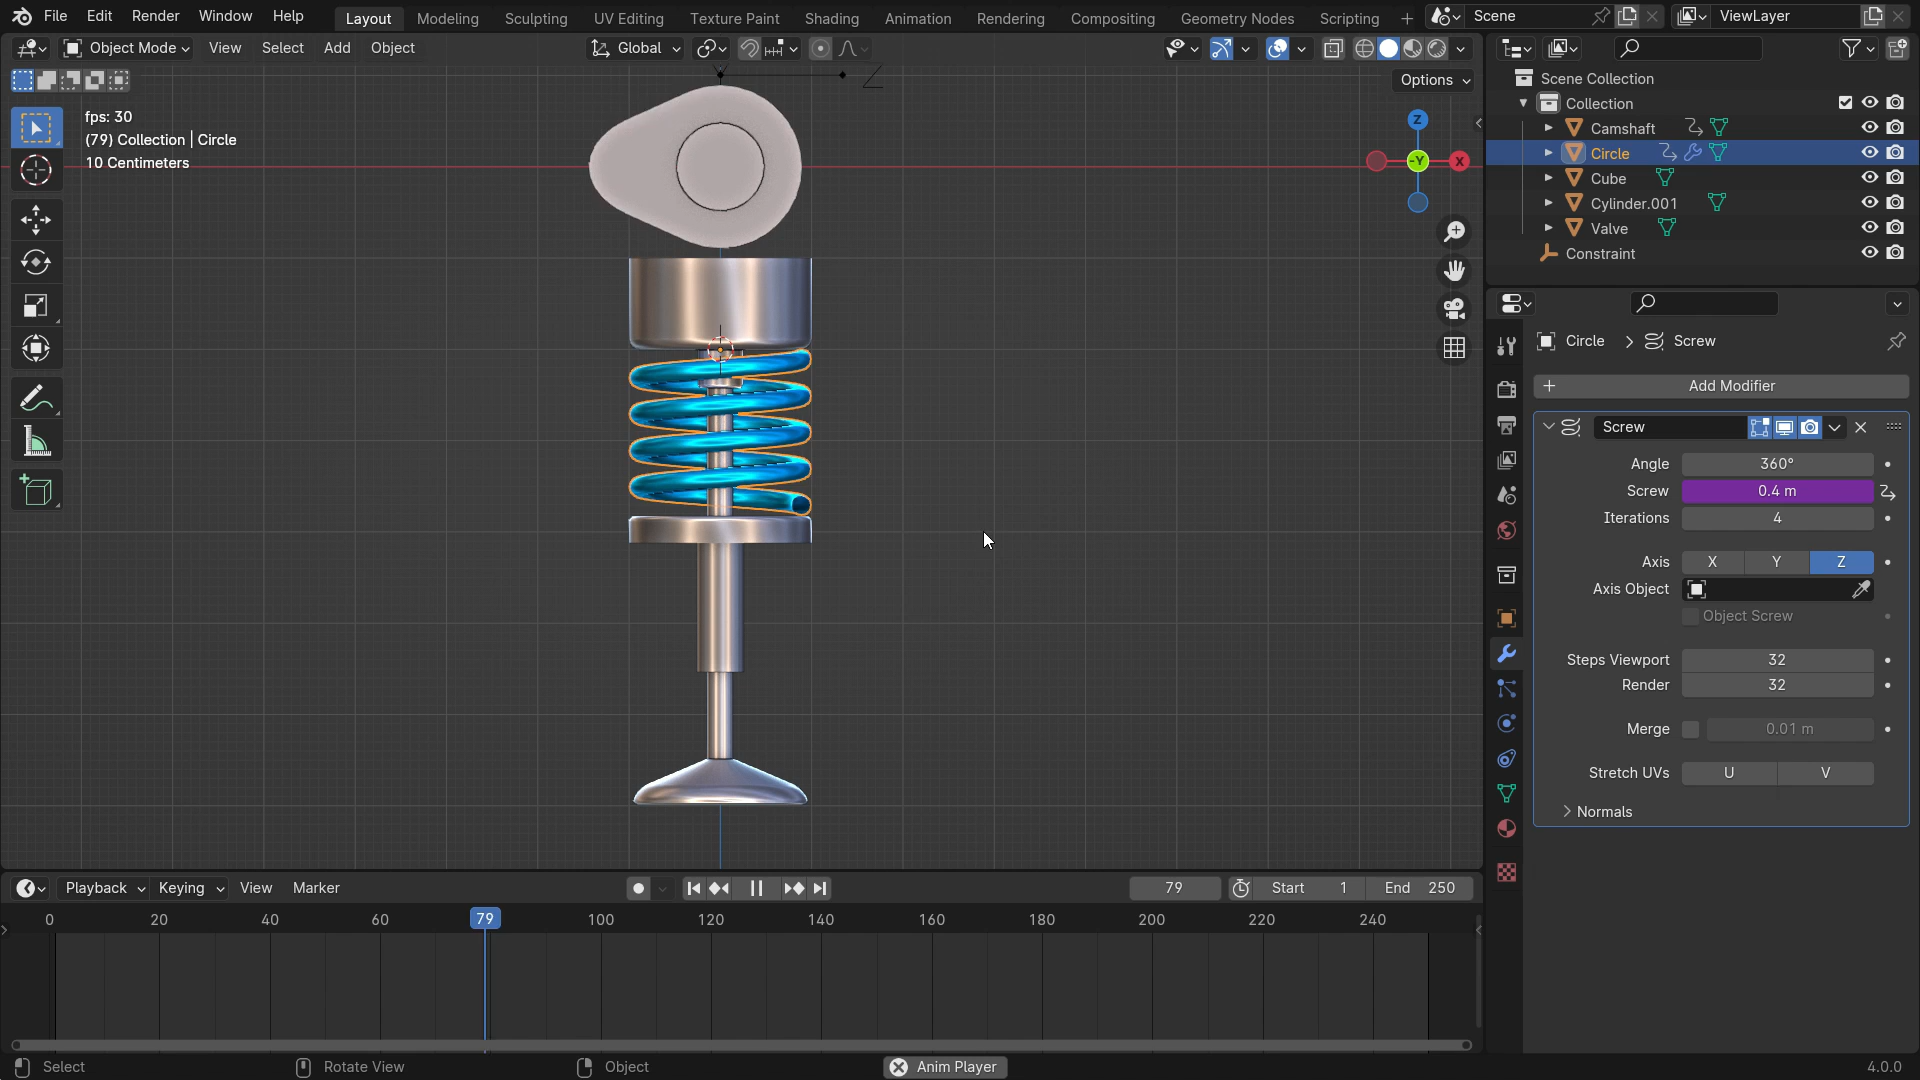 File Edit Render Window Help Layout Modeling Sculpting UV Editing Texture Paint Shading Animation Rendering Compositing Geometry Nodes Scripting + Scene ViewLayer
Object Mode View Select Add Object Global
Options
fps: 30
(79) Collection | Circle
10 Centimeters
Z
-Y
X
Scene Collection
Collection
Camshaft
Circle
Cube
Cylinder.001
Valve
Constraint
Circle > Screw
+ Add Modifier
Screw
Angle 360°
Screw 0.4 m
Iterations 4
Axis X Y Z
Axis Object
Object Screw
Steps Viewport 32
Render 32
Merge 0.01 m
Stretch UVs U V
Normals
Playback Keying View Marker 79 Start 1 End 250
0 20 40 60 79 100 120 140 160 180 200 220 240
Select Rotate View Object Anim Player 4.0.0